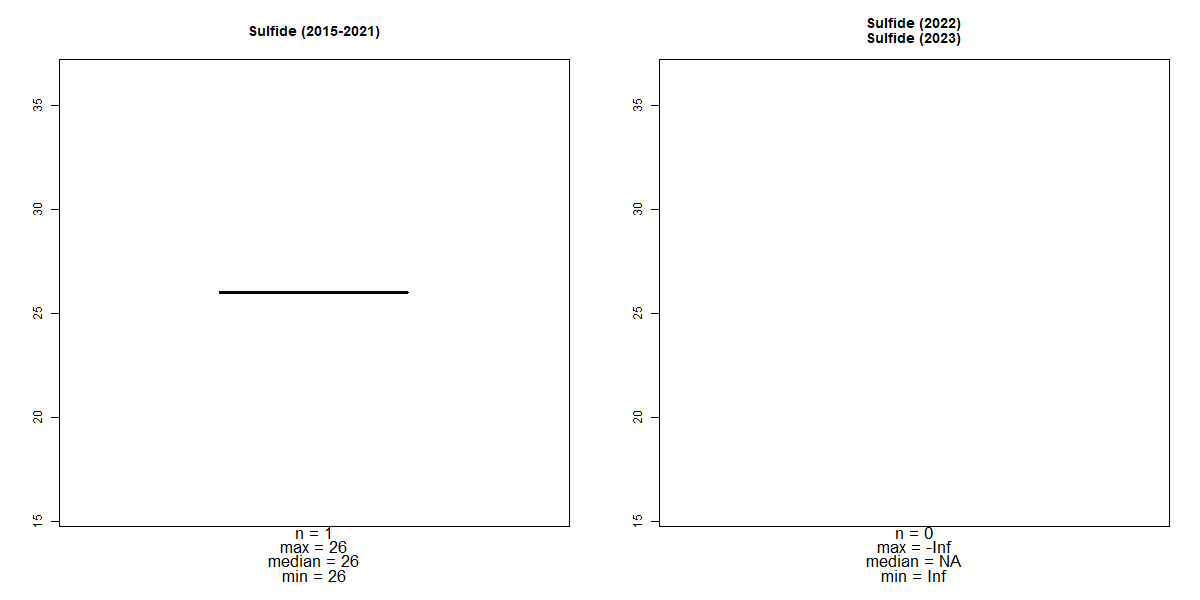 Sulfide (2015-2021)
35
30
25
20
15
n = 1
max = 26
median = 26
min = 26
Sulfide (2022)
Sulfide (2023)
35
30
25
20
15
n = 0
max = -Inf
median = NA
min = Inf